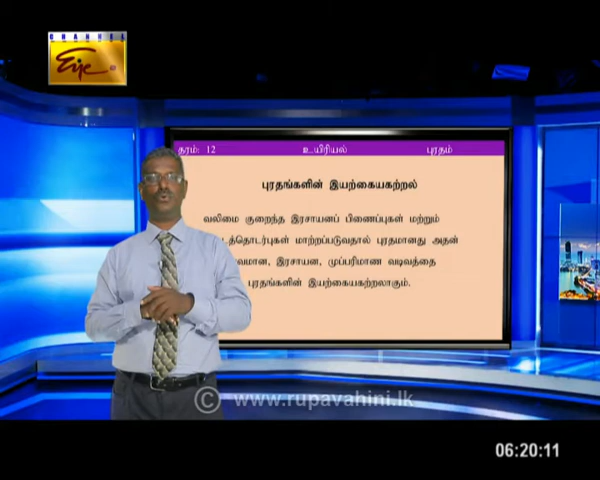 CHANNEL
Eye
தரம்: 12 உயிரியல் புரதம்
புரதங்களின் இயற்கையகற்றல்
வலிமை குறைந்த இரசாயனப் பிணைப்புகள் மற்றும்
மாற்றப்படுவதால் புரதமானது அதன்
இரசாயன, முப்பரிமாண வடிவத்தை
புரதங்களின் இயற்கையகற்றலாகும்.
© www.rupavahini.lk
06:20:11